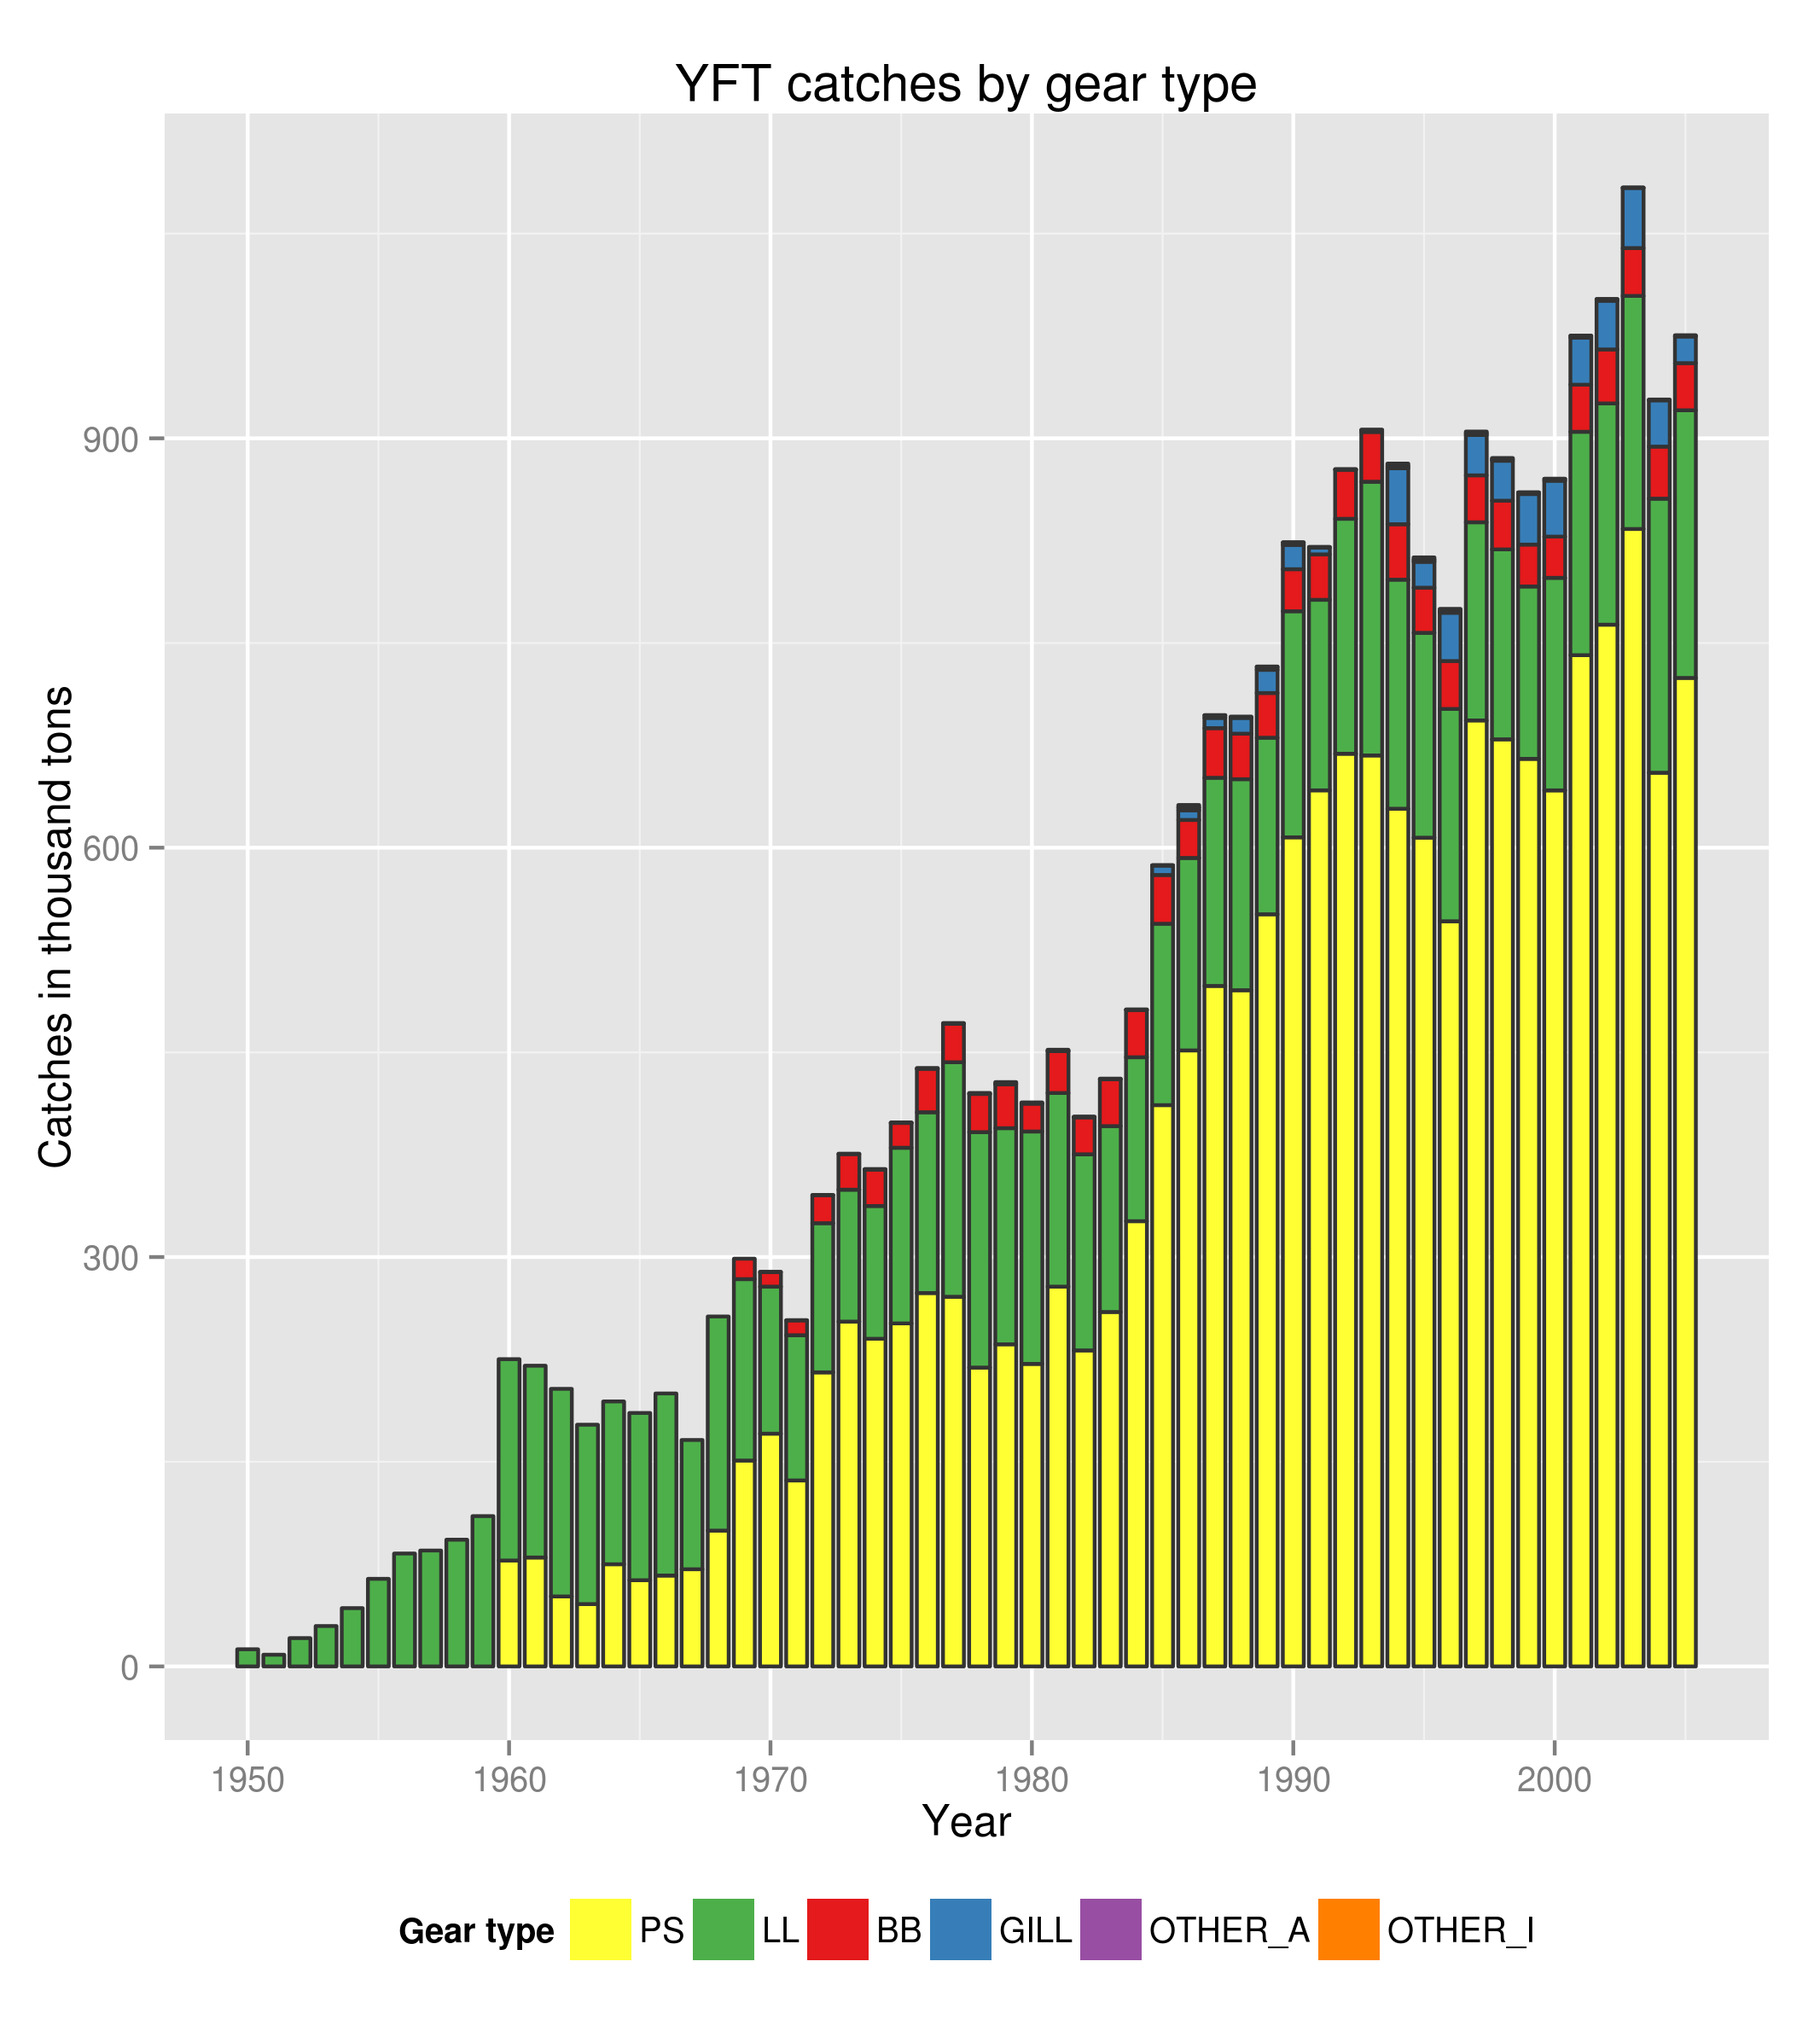 YFT catches by gear type
Catches in thousand tons
900
600
300
0
1950 1960 1970 1980 1990 2000
Year
Gear type PS LL BB GILL OTHER_A OTHER_I